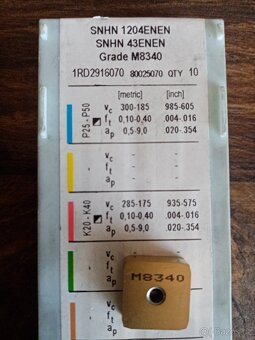 SNHN 1204ENEN
SNHN 43ENEN
Grade M8340
1RD2916070 80025070 QTY 10
[metric] [inch]
P25 - P50
vc 300-185 985-605
ft 0,10-0,40 .004-.016
ap 0,5-9,0 .020-.354
vc - -
ft - -
ap - -
K20 - K40
vc 285-175 935-575
ft 0,10-0,40 .004-.016
ap 0,5-9,0 .020-.354
vc
ft
ap
M8340
vc